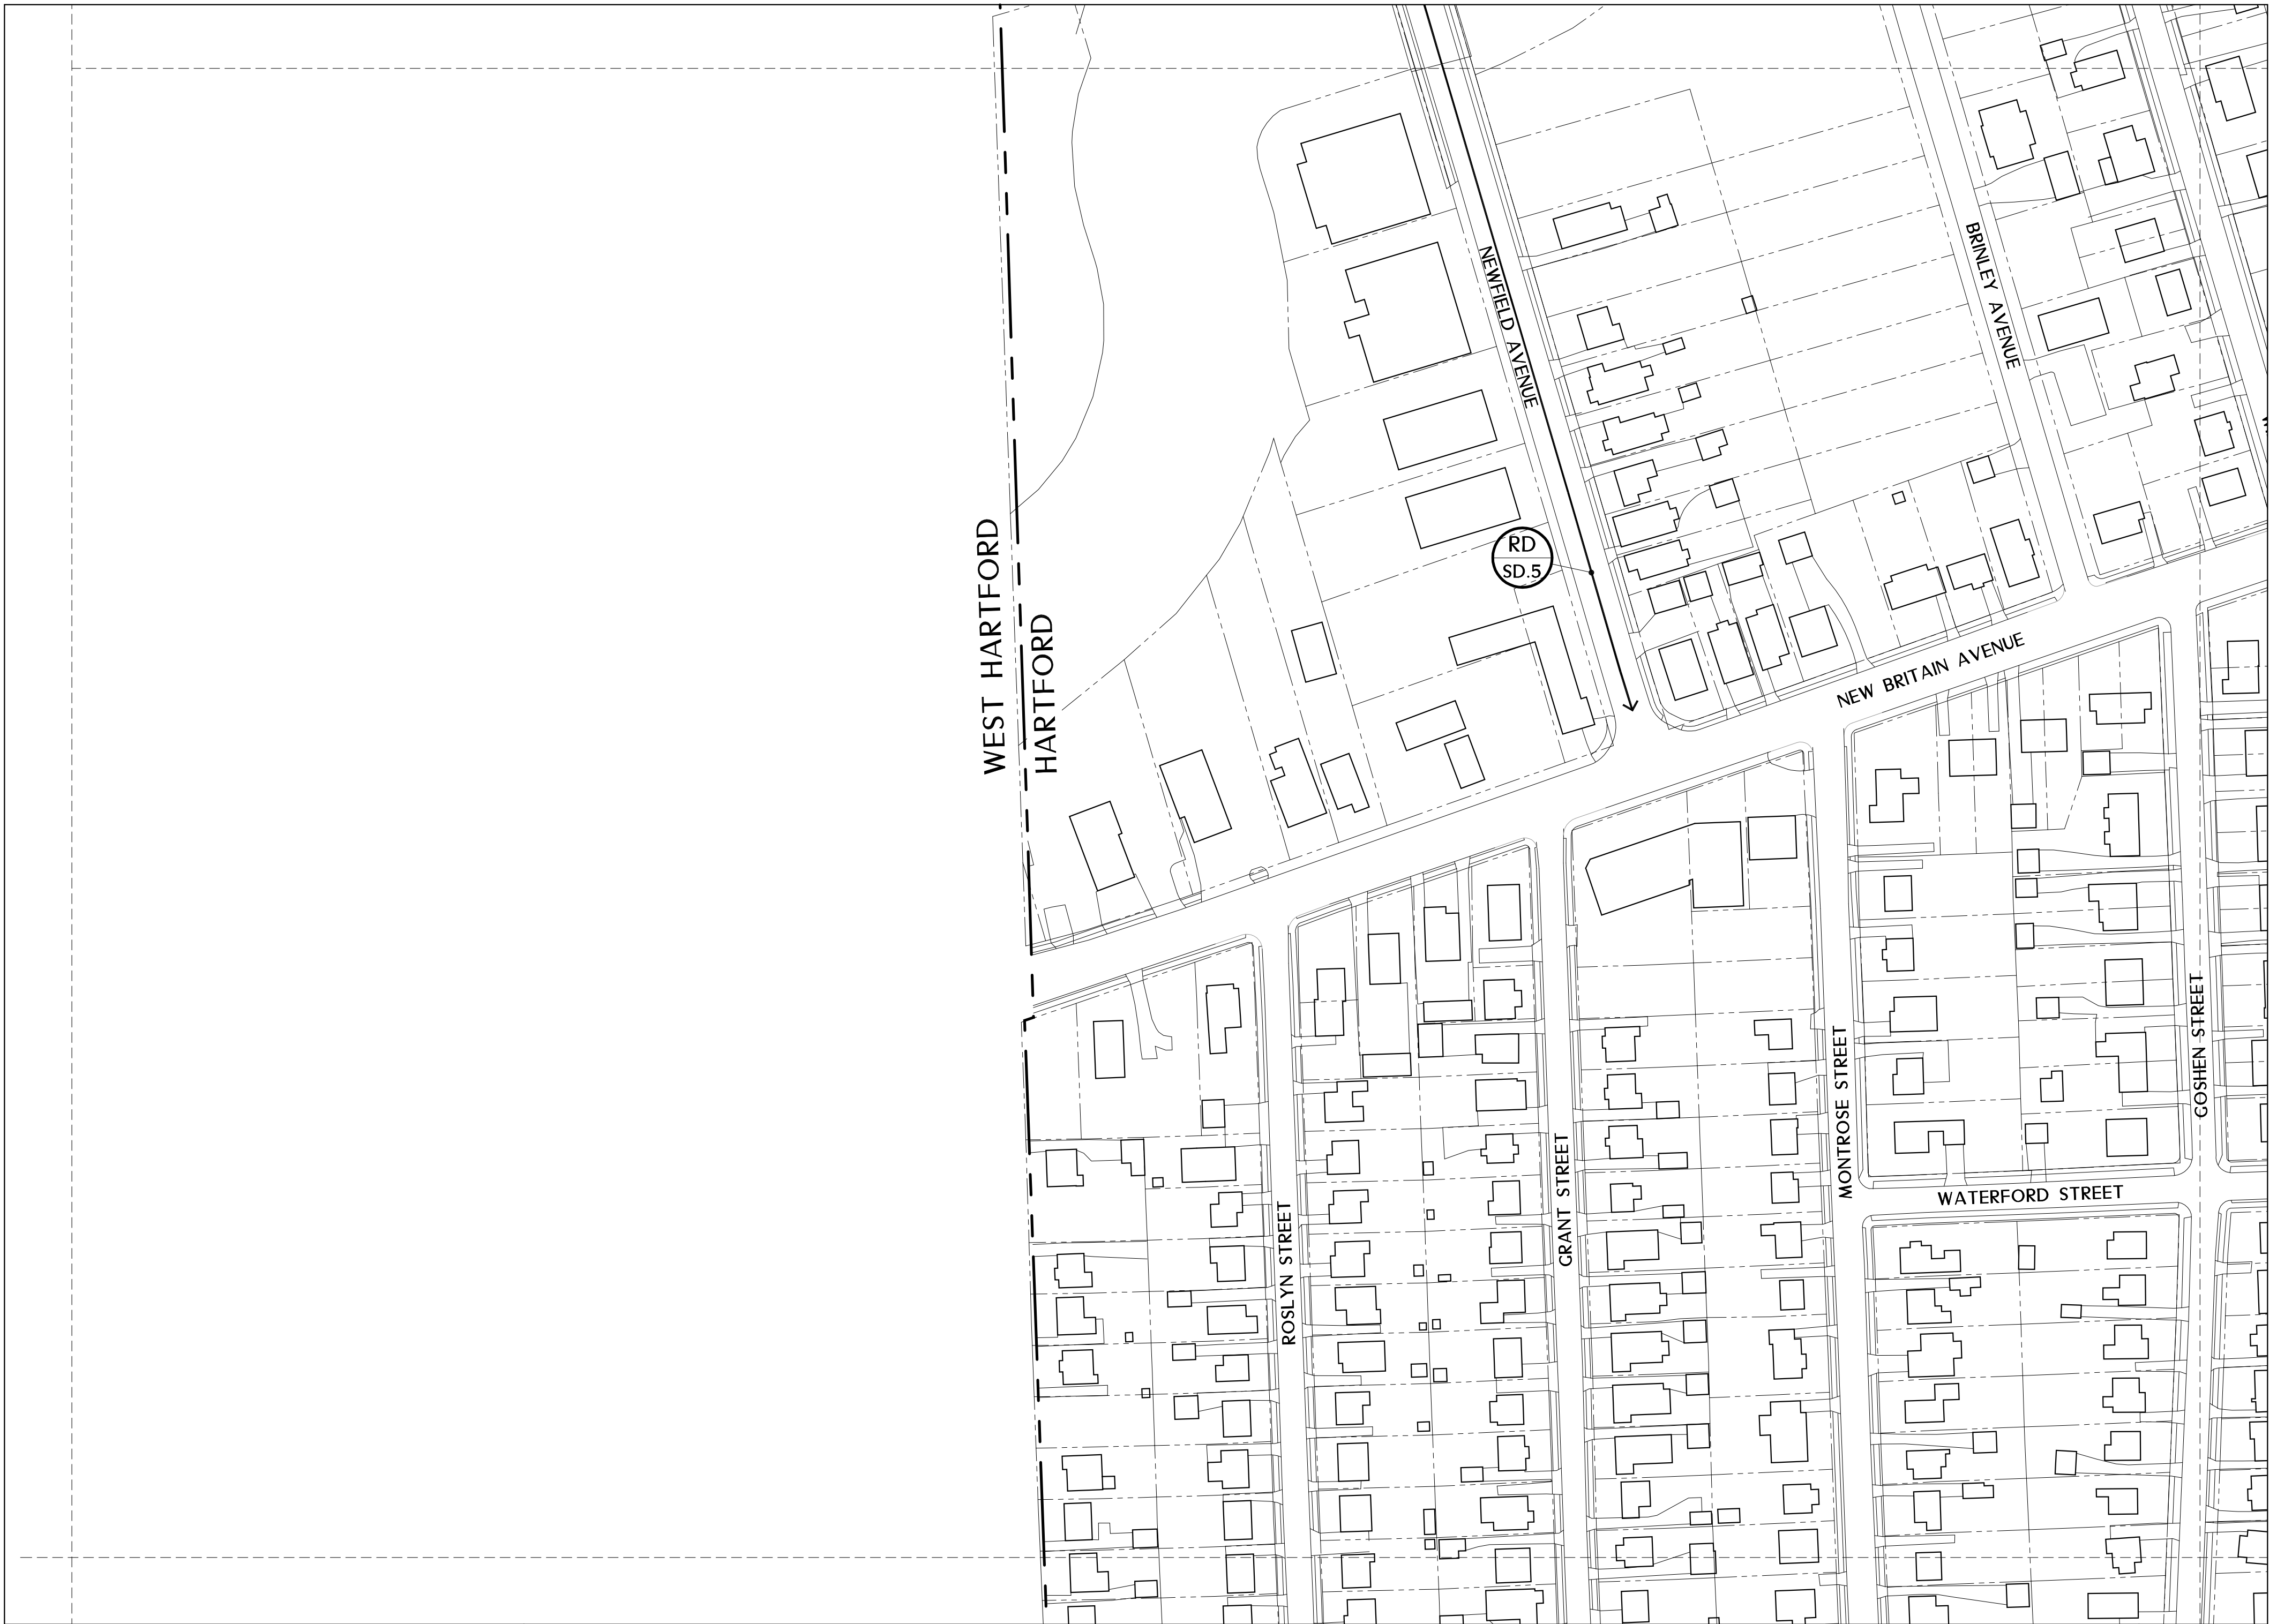 BRINLEY AVENUE
NEWFIELD AVENUE
WEST HARTFORD
HARTFORD
RD
SD.5
NEW BRITAIN AVENUE
GOSHEN STREET
MONTROSE STREET
GRANT STREET
WATERFORD STREET
ROSLYN STREET